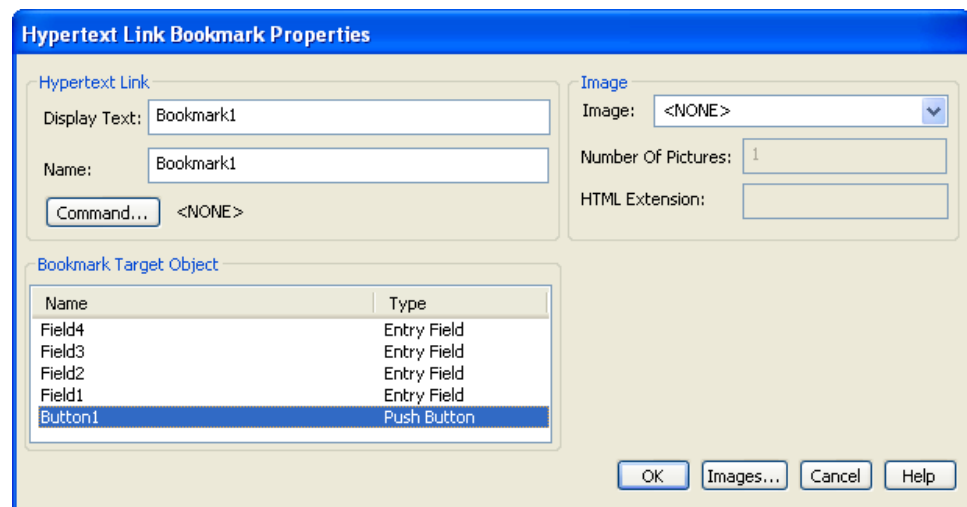 Hypertext Link Bookmark Properties
Hypertext Link
Display Text: Bookmark1
Name: Bookmark1
Command... <NONE>
Image
Image: <NONE>
Number Of Pictures: 1
HTML Extension:
Bookmark Target Object
Name Type
Field4 Entry Field
Field3 Entry Field
Field2 Entry Field
Field1 Entry Field
Button1 Push Button
OK Images... Cancel Help